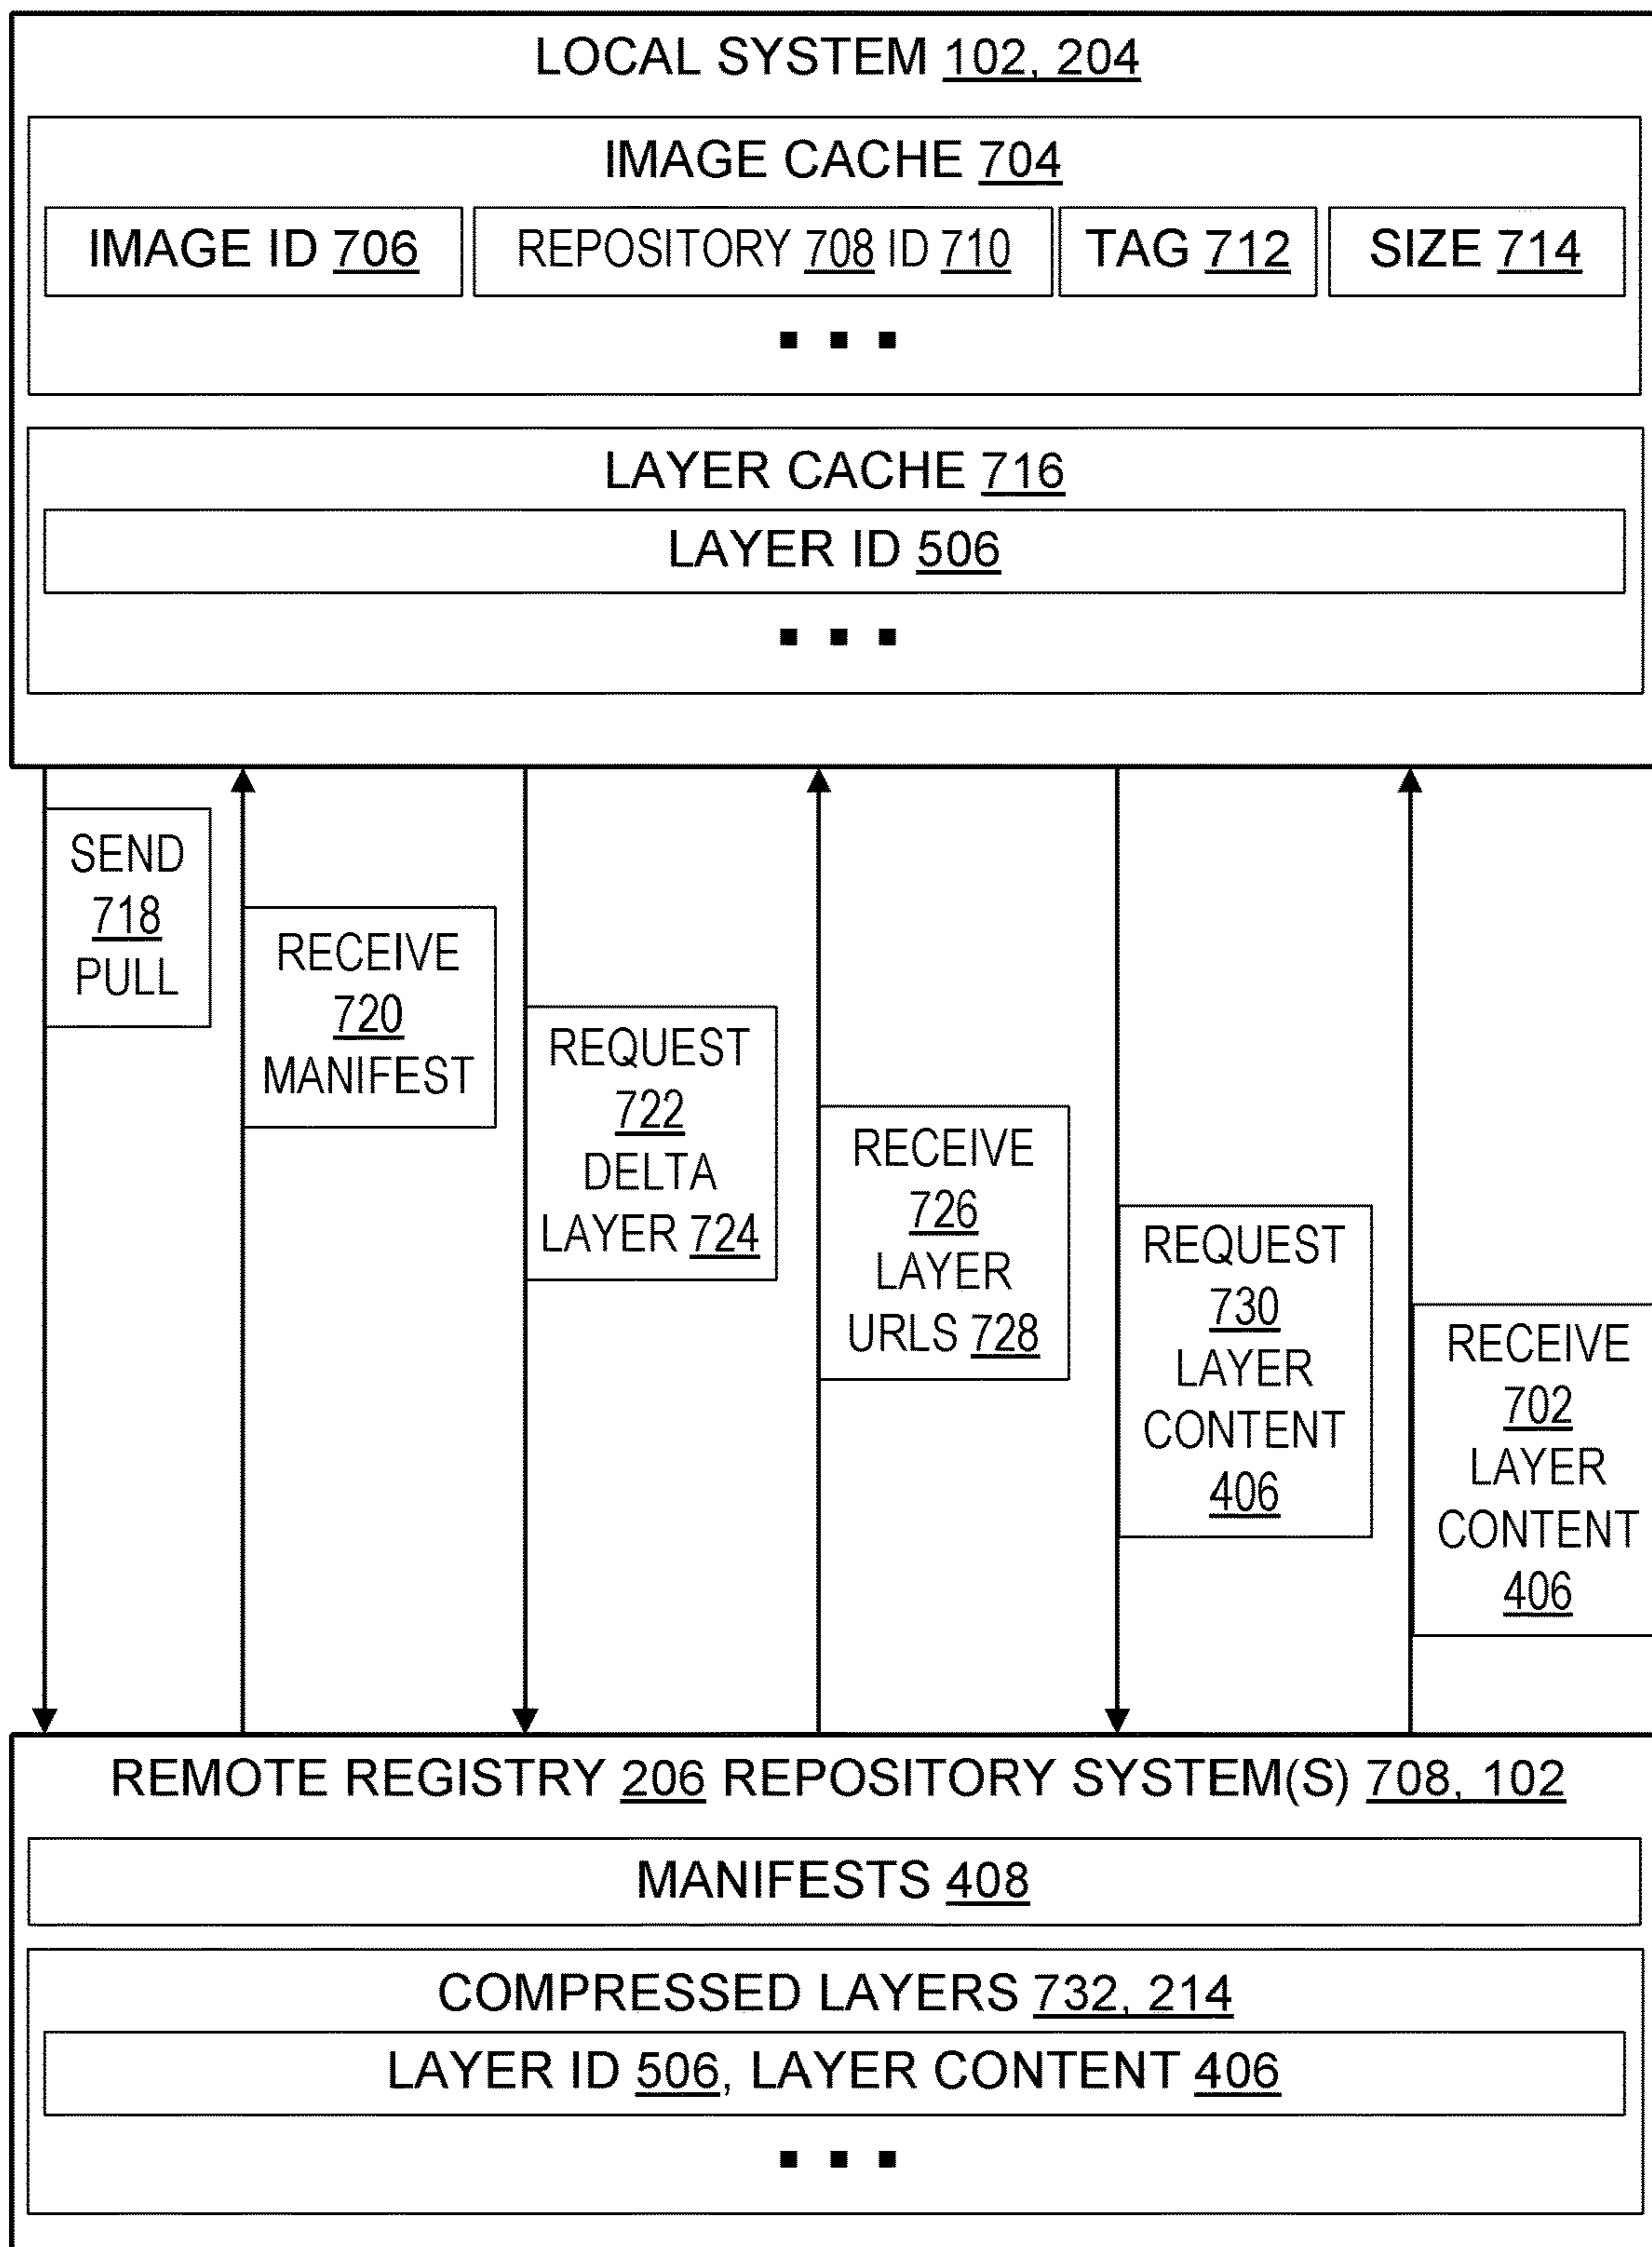 LOCAL SYSTEM 102, 204
IMAGE CACHE 704
IMAGE ID 706
REPOSITORY 708 ID 710
TAG 712
SIZE 714
LAYER CACHE 716
LAYER ID 506
SEND
718
PULL
RECEIVE
720
MANIFEST
REQUEST
722
DELTA
LAYER 724
RECEIVE
726
LAYER
URLS 728
REQUEST
730
LAYER
CONTENT
406
RECEIVE
702
LAYER
CONTENT
406
REMOTE REGISTRY 206 REPOSITORY SYSTEM(S) 708, 102
MANIFESTS 408
COMPRESSED LAYERS 732, 214
LAYER ID 506, LAYER CONTENT 406